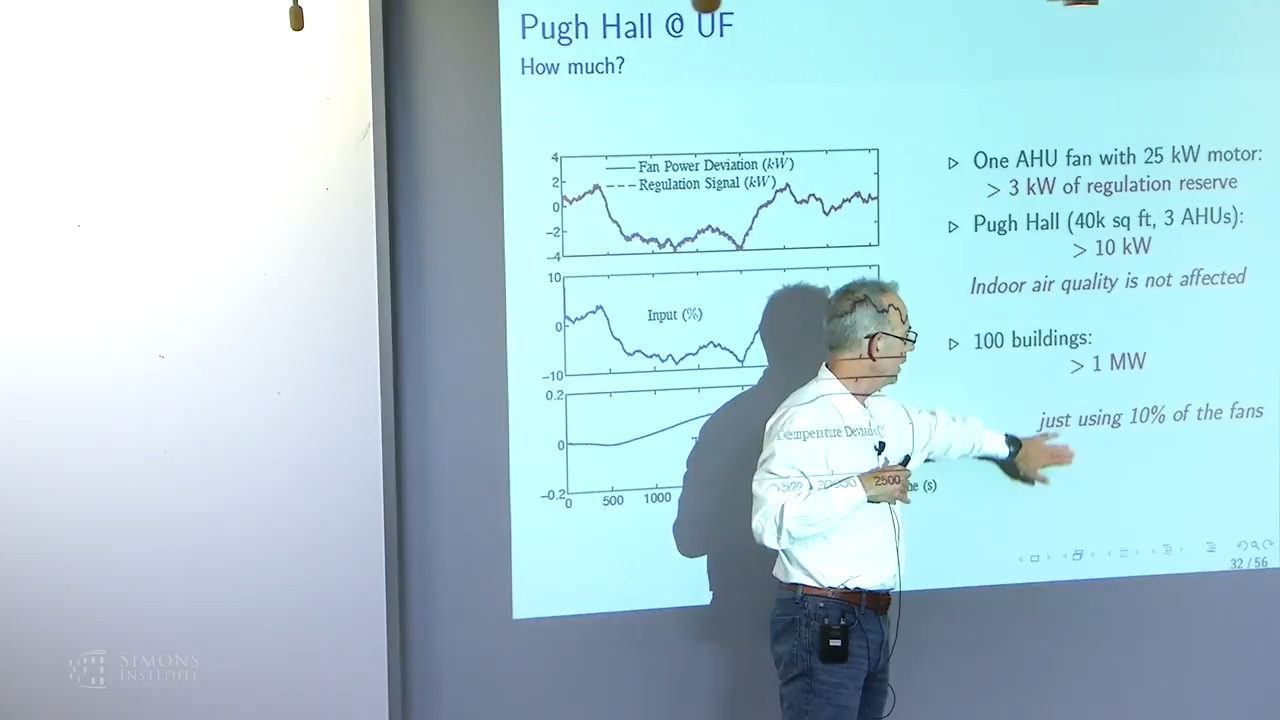 Pugh Hall @ UF
How much?
4
2
0
−2
−4
Fan Power Deviation (kW)
Regulation Signal (kW)
10
0
−10
Input (%)
0.2
0
−0.2
0
500
1000
2500
(s)
▷ One AHU fan with 25 kW motor:
> 3 kW of regulation reserve
▷ Pugh Hall (40k sq ft, 3 AHUs):
> 10 kW
Indoor air quality is not affected
▷ 100 buildings:
> 1 MW
just using 10% of the fans
32 / 56
SIMONS
INSTITUTE